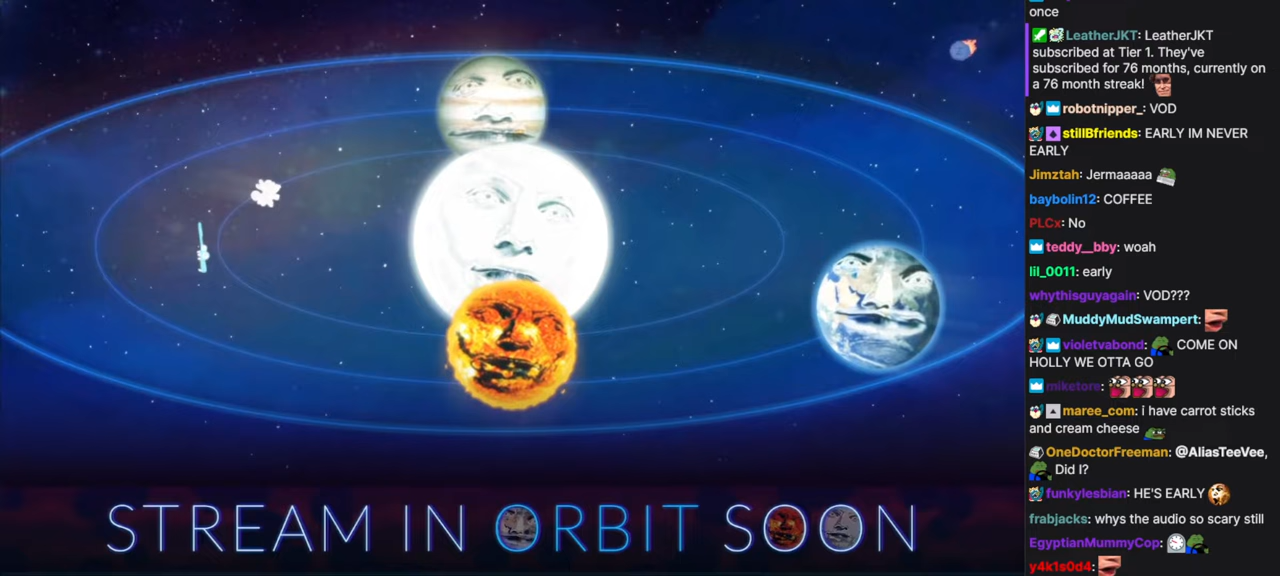 once
LeatherJKT: LeatherJKT
subscribed at Tier 1. They've
subscribed for 76 months, currently on
a 76 month streak!
robotnipper_: VOD
stillBfriends: EARLY IM NEVER
EARLY
Jimztah: Jermaaaaa
baybolin12: COFFEE
PLCx: No
teddy__bby: woah
lil_0011: early
whythisguyagain: VOD???
MuddyMudSwampert:
violetvabond: COME ON
HOLLY WE OTTA GO
miketore:
maree_com: i have carrot sticks
and cream cheese
OneDoctorFreeman: @AliasTeeVee,
Did I?
funkylesbian: HE'S EARLY
frabjacks: whys the audio so scary still
EgyptianMummyCop:
y4k1s0d4:
STREAM IN ORBIT SOON